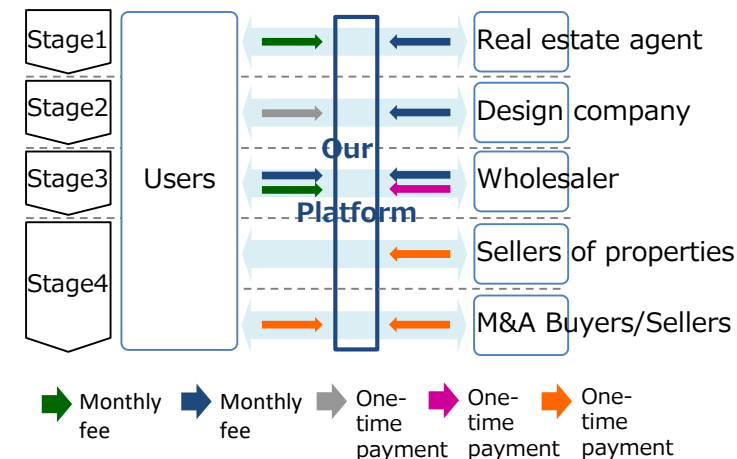 Stage1
Real estate agent
Stage2
Design company
Our
Stage3
Users
Wholesaler
Platform
Sellers of properties
Stage4
M&A Buyers/Sellers
Monthly
fee
Monthly
fee
One-
time
payment
One-
time
payment
One-
time
payment